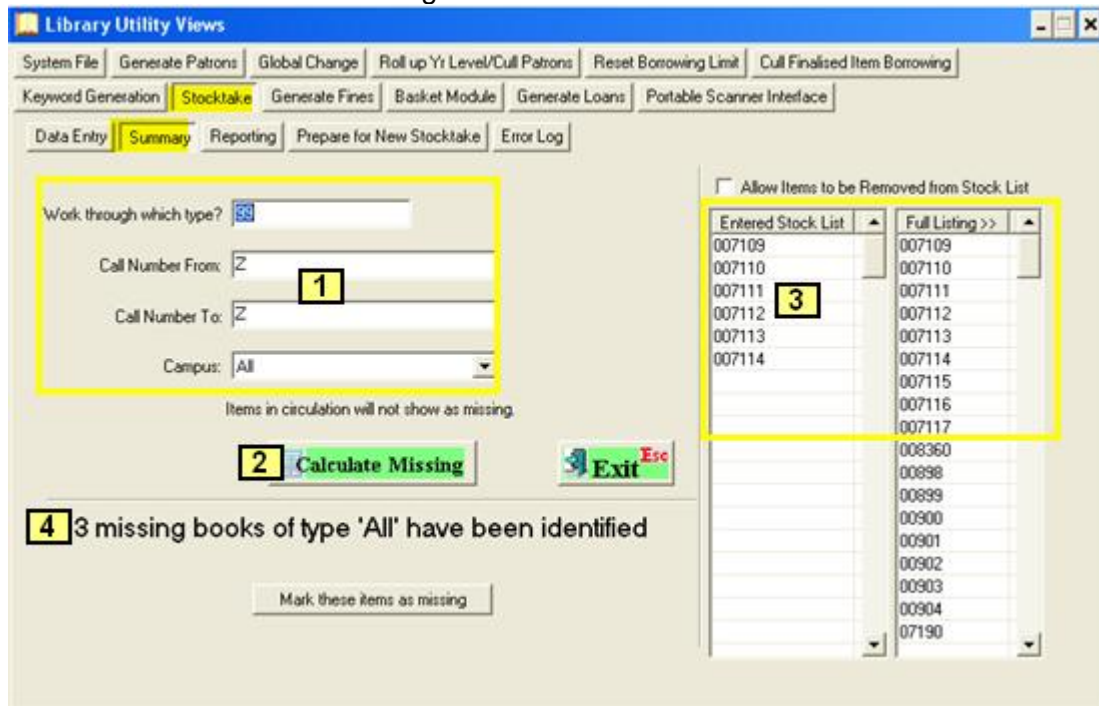 Library Utility Views
System File Generate Patrons Global Change Roll up Yr Level/Cull Patrons Reset Borrowing Limit Cull Finalised Item Borrowing
Keyword Generation Stocktake Generate Fines Basket Module Generate Loans Portable Scanner Interface
Data Entry Summary Reporting Prepare for New Stocktake Error Log
Work through which type? 99
Call Number From: Z
1
Call Number To: Z
Campus: All
Items in circulation will not show as missing.
2 Calculate Missing
Exit Esc
4 3 missing books of type 'All' have been identified
Mark these items as missing
Allow Items to be Removed from Stock List
Entered Stock List Full Listing >>
007109 007109
007110 007110
007111 007111
3
007112 007112
007113 007113
007114 007114
007115
007116
007117
008360
00898
00899
00900
00901
00902
00903
00904
07190